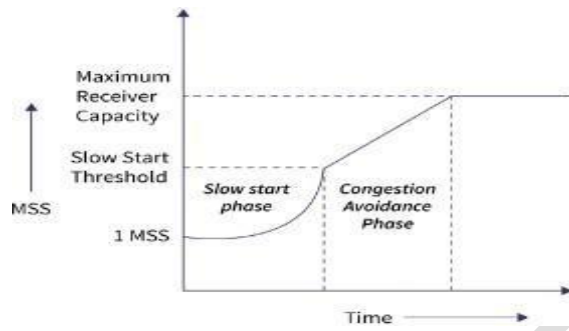 Maximum
Receiver
Capacity
Slow Start
Threshold
MSS
1 MSS
Slow start
phase
Congestion
Avoidance
Phase
Time